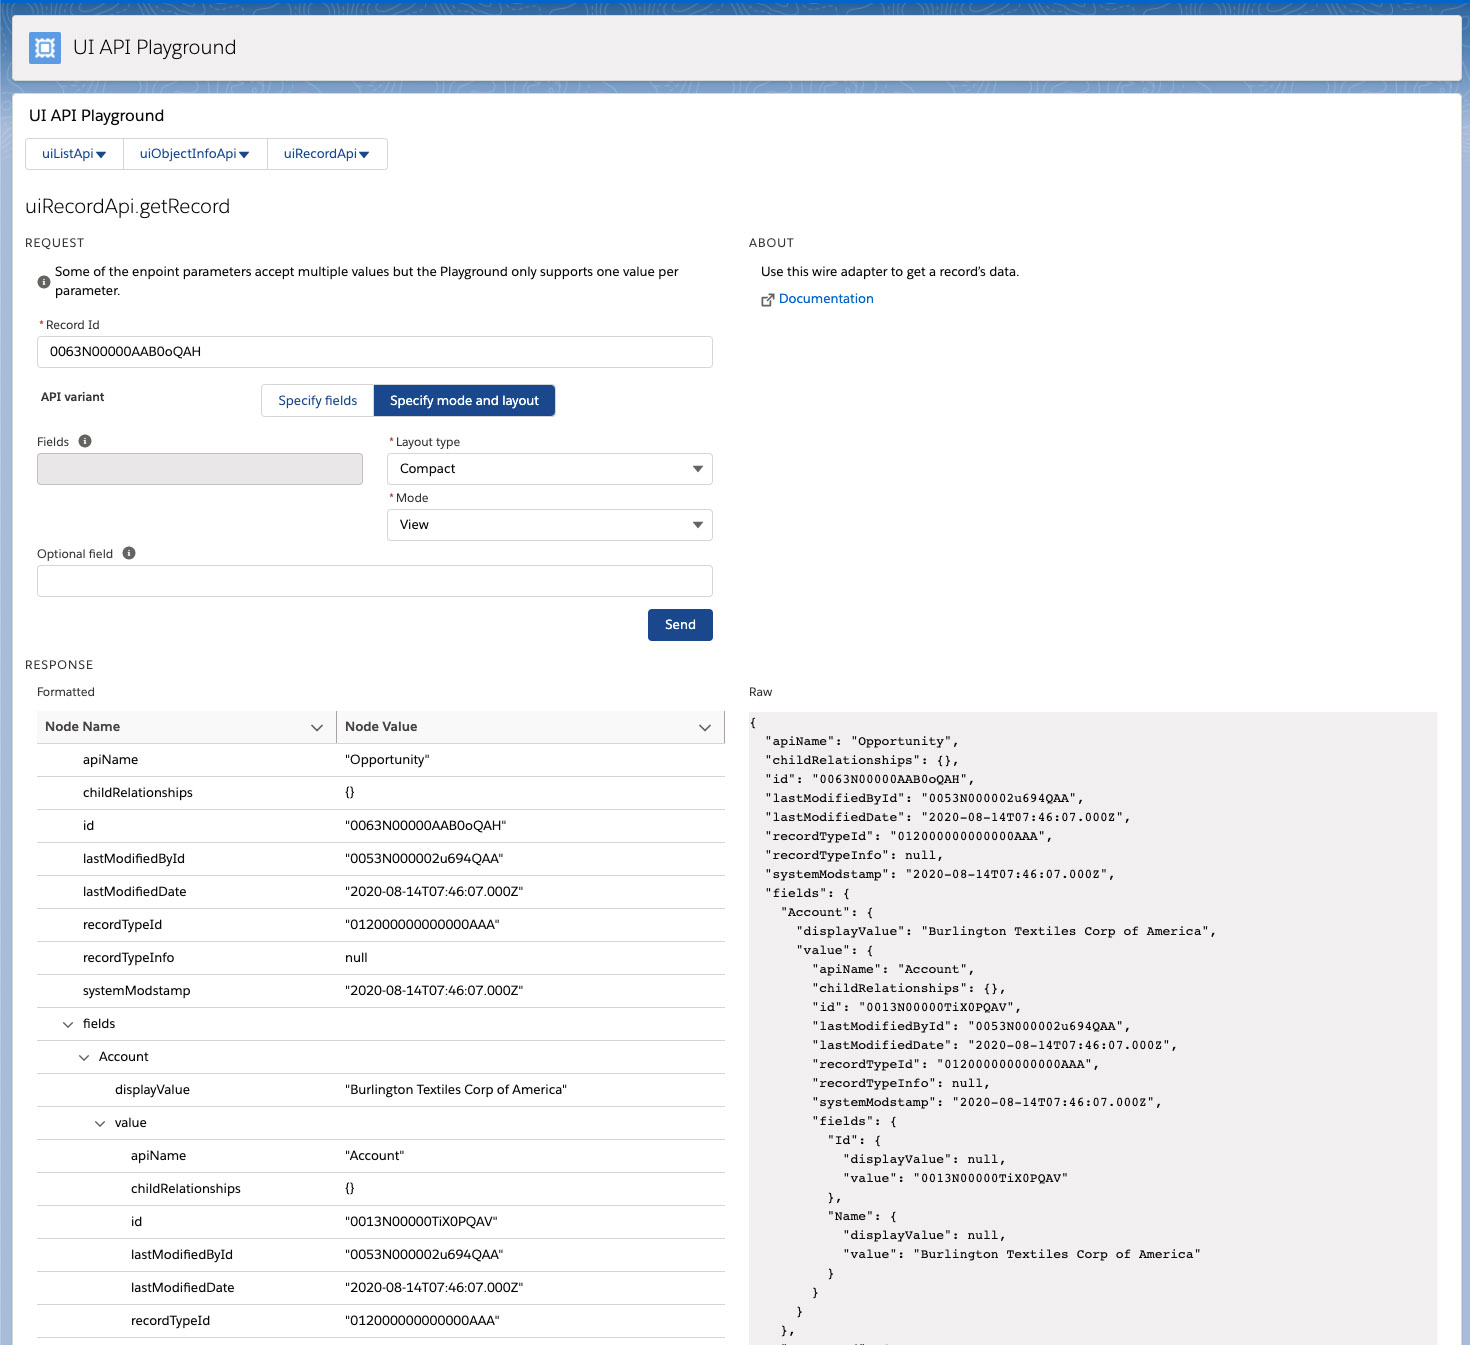 UI API Playground
UI API Playground
uiListApi
uiObjectInfoApi
uiRecordApi
uiRecordApi.getRecord
REQUEST
Some of the enpoint parameters accept multiple values but the Playground only supports one value per
parameter.
*Record Id
0063N00000AAB0oQAH
API variant
Specify fields
Specify mode and layout
Fields
*Layout type
Compact
*Mode
View
Optional field
Send
ABOUT
Use this wire adapter to get a record's data.
Documentation
RESPONSE
Formatted
Node Name Node Value
apiName "Opportunity"
childRelationships {}
id "0063N00000AAB0oQAH"
lastModifiedById "0053N000002u694QAA"
lastModifiedDate "2020-08-14T07:46:07.000Z"
recordTypeId "012000000000000AAA"
recordTypeInfo null
systemModstamp "2020-08-14T07:46:07.000Z"
fields
Account
displayValue "Burlington Textiles Corp of America"
value
apiName "Account"
childRelationships {}
id "0013N00000TiX0PQAV"
lastModifiedById "0053N000002u694QAA"
lastModifiedDate "2020-08-14T07:46:07.000Z"
recordTypeId "012000000000000AAA"
Raw
{
"apiName": "Opportunity",
"childRelationships": {},
"id": "0063N00000AAB0oQAH",
"lastModifiedById": "0053N000002u694QAA",
"lastModifiedDate": "2020-08-14T07:46:07.000Z",
"recordTypeId": "012000000000000AAA",
"recordTypeInfo": null,
"systemModstamp": "2020-08-14T07:46:07.000Z",
"fields": {
"Account": {
"displayValue": "Burlington Textiles Corp of America",
"value": {
"apiName": "Account",
"childRelationships": {},
"id": "0013N00000TiX0PQAV",
"lastModifiedById": "0053N000002u694QAA",
"lastModifiedDate": "2020-08-14T07:46:07.000Z",
"recordTypeId": "012000000000000AAA",
"recordTypeInfo": null,
"systemModstamp": "2020-08-14T07:46:07.000Z",
"fields": {
"Id": {
"displayValue": null,
"value": "0013N00000TiX0PQAV"
},
"Name": {
"displayValue": null,
"value": "Burlington Textiles Corp of America"
}
}
}
},